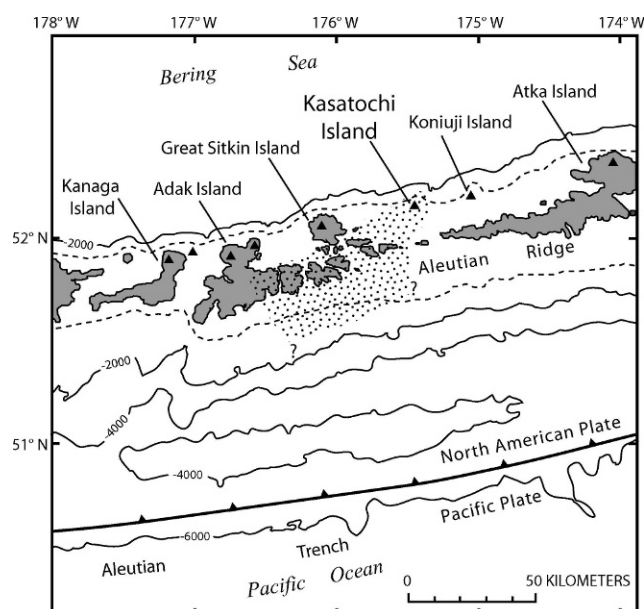 178°W 177°W 176°W 175°W 174°W
Bering Sea
Atka Island
Kasatochi
Island
Koniuji Island
Great Sitkin Island
Kanaga
Island
Adak Island
-2000
52°N
Aleutian Ridge
?
?
-2000
-4000
51°N
-4000
North American Plate
Pacific Plate
-6000
Aleutian Trench
Pacific Ocean
0 50 KILOMETERS